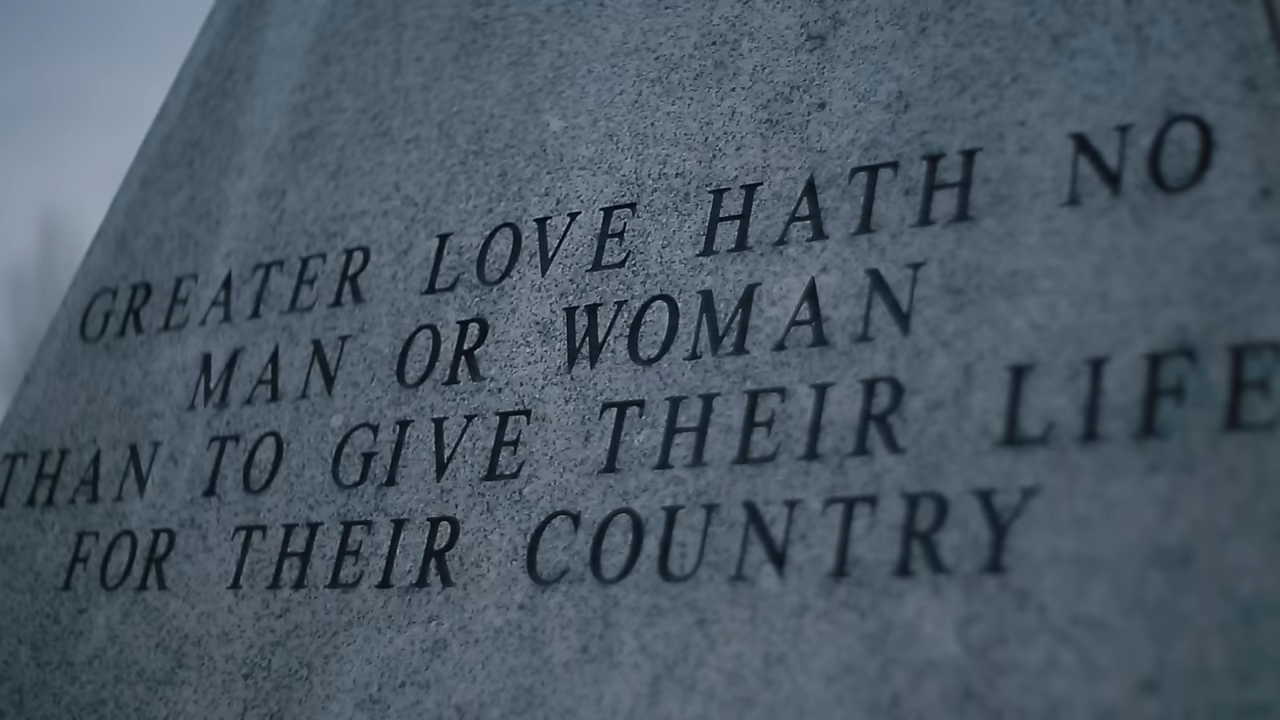 GREATER LOVE HATH NO
MAN OR WOMAN
THAN TO GIVE THEIR LIFE
FOR THEIR COUNTRY